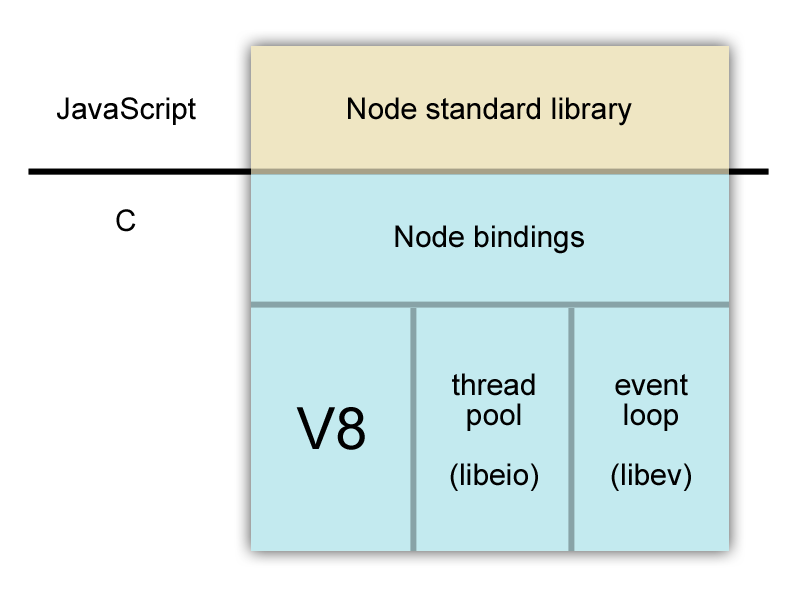 JavaScript
Node standard library
C
Node bindings
V8
thread
pool
(libeio)
event
loop
(libev)